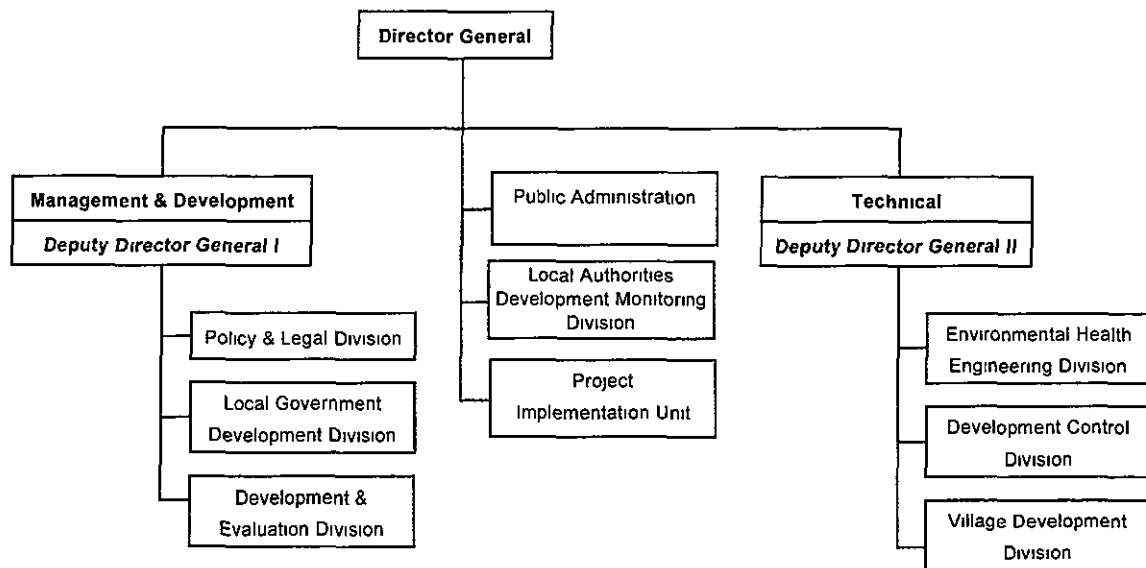 Director General
Management & Development
Deputy Director General I
Policy & Legal Division
Local Government
Development Division
Development &
Evaluation Division
Public Administration
Local Authorities
Development Monitoring
Division
Project
Implementation Unit
Technical
Deputy Director General II
Environmental Health
Engineering Division
Development Control
Division
Village Development
Division